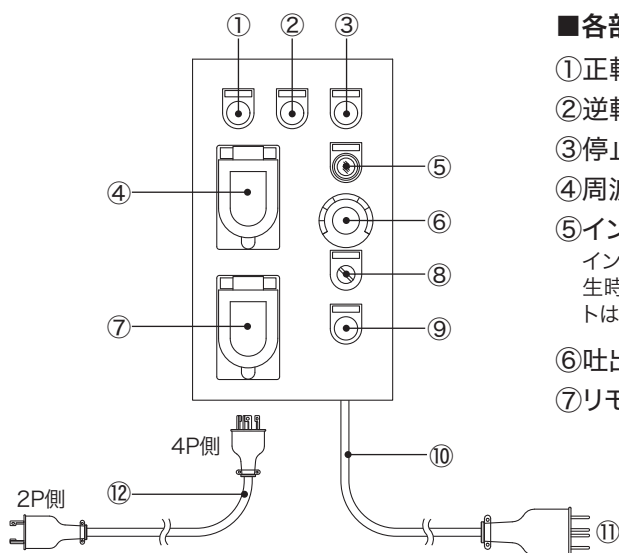 ① ② ③
④
⑤
⑥
⑦
⑧
⑨
4P側
⑩
2P側
⑫
⑪
■各部
①正転
②逆転
③停止
④周波
⑤イン
イン
生時
トは
⑥吐出
⑦リモ